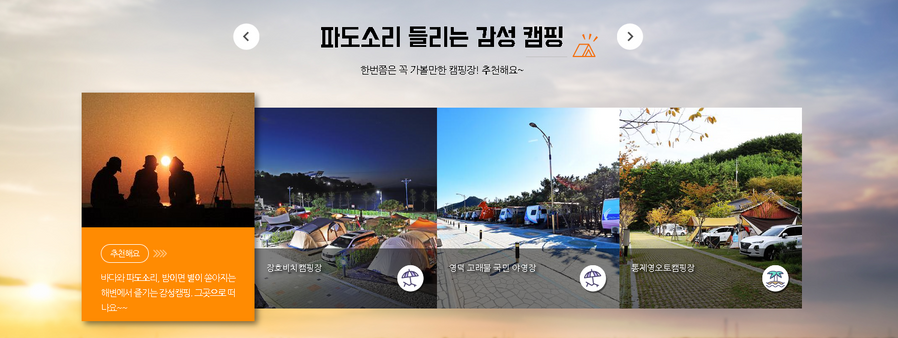 파도소리 들리는 감성 캠핑
한번쯤은 꼭 가볼만한 캠핑장! 추천해요~
추천해요
바다와 파도소리, 밤이면 별이 쏟아지는
해변에서 즐기는 감성캠핑. 그곳으로 떠
나요~~
장호비치캠핑장
영덕 고래불 국민 야영장
통제영오토캠핑장